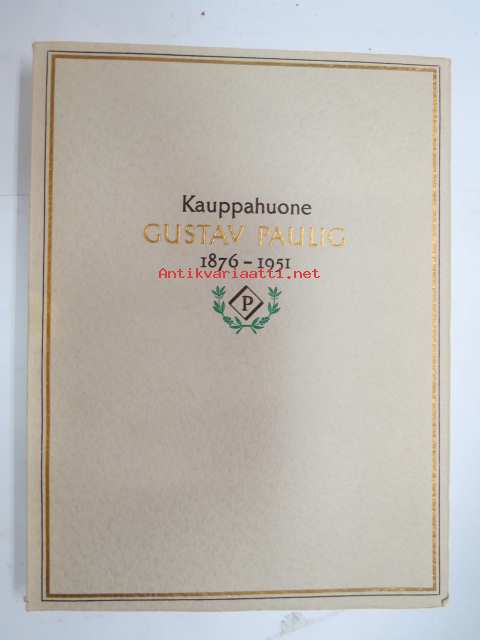 Kauppahuone
GUSTAV PAULIG
1876-1951
Antikvariaatti.net
P